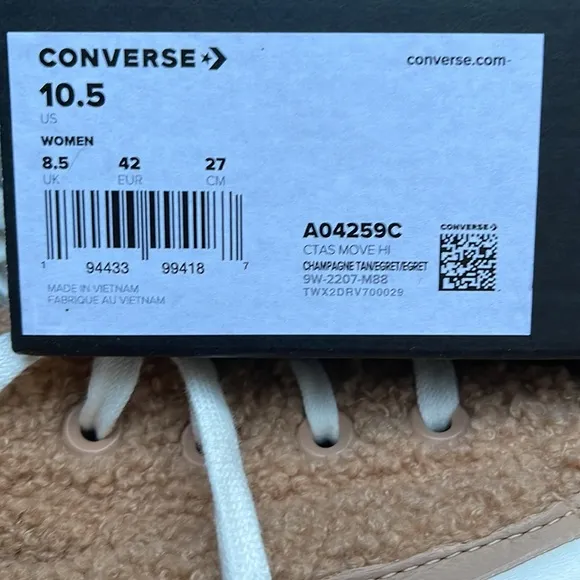 CONVERSE
converse.com
10.5
US
WOMEN
8.5 42 27
UK EUR CM
1 94433 99418 7
MADE IN VIETNAM
FABRIQUE AU VIETNAM
A04259C
CTAS MOVE HI
CHAMPAGNE TAN/EGRET/EGRET
9W-2207-M88
TWX2DRV700029
CONVERSE